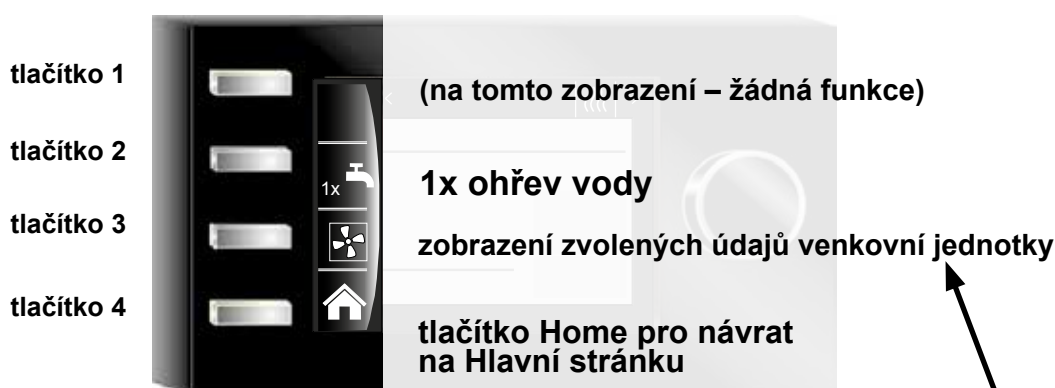 tlačítko 1
(na tomto zobrazení – žádná funkce)
tlačítko 2
1x
1x ohřev vody
tlačítko 3
zobrazení zvolených údajů venkovní jednotky
tlačítko 4
tlačítko Home pro návrat
na Hlavní stránku